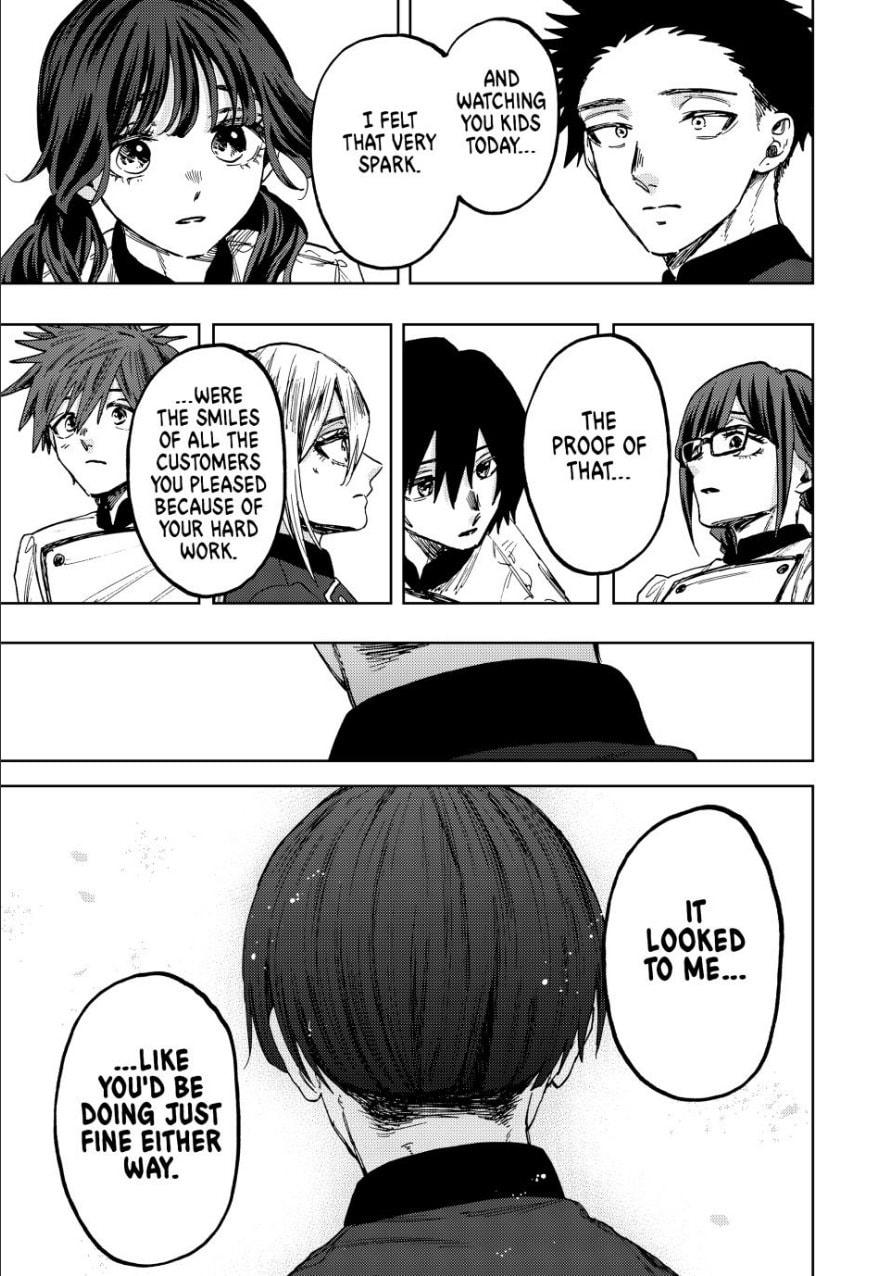 AND
WATCHING
YOU KIDS
TODAY...
I FELT
THAT VERY
SPARK.
THE
PROOF OF
THAT...
...WERE
THE SMILES
OF ALL THE
CUSTOMERS
YOU PLEASED
BECAUSE OF
YOUR HARD
WORK.
IT
LOOKED
TO ME...
...LIKE
YOU'D BE
DOING JUST
FINE EITHER
WAY.